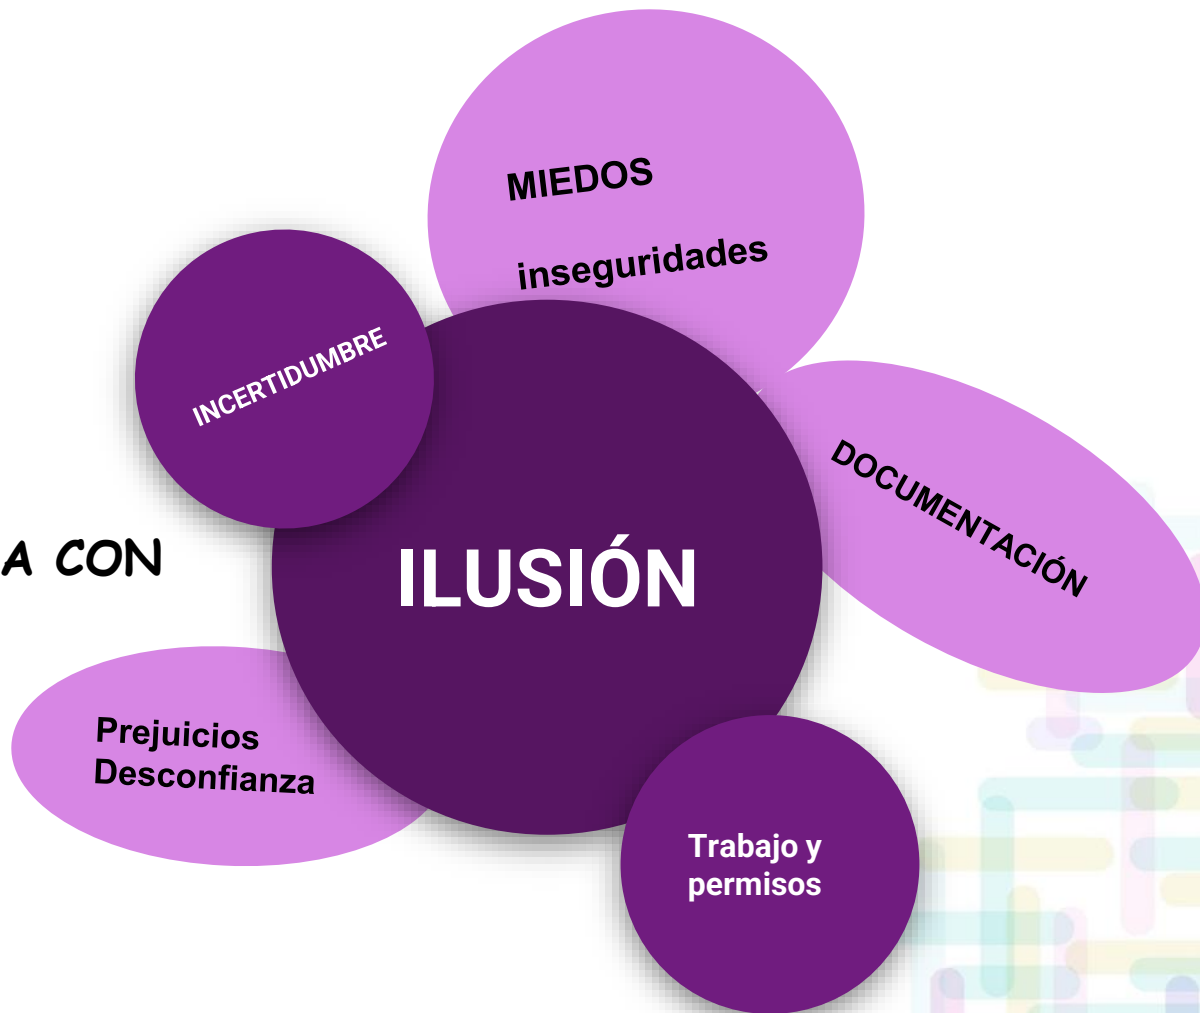 MIEDOS
inseguridades
INCERTIDUMBRE
DOCUMENTACIÓN
A CON
ILUSIÓN
Prejuicios
Desconfianza
Trabajo y
permisos